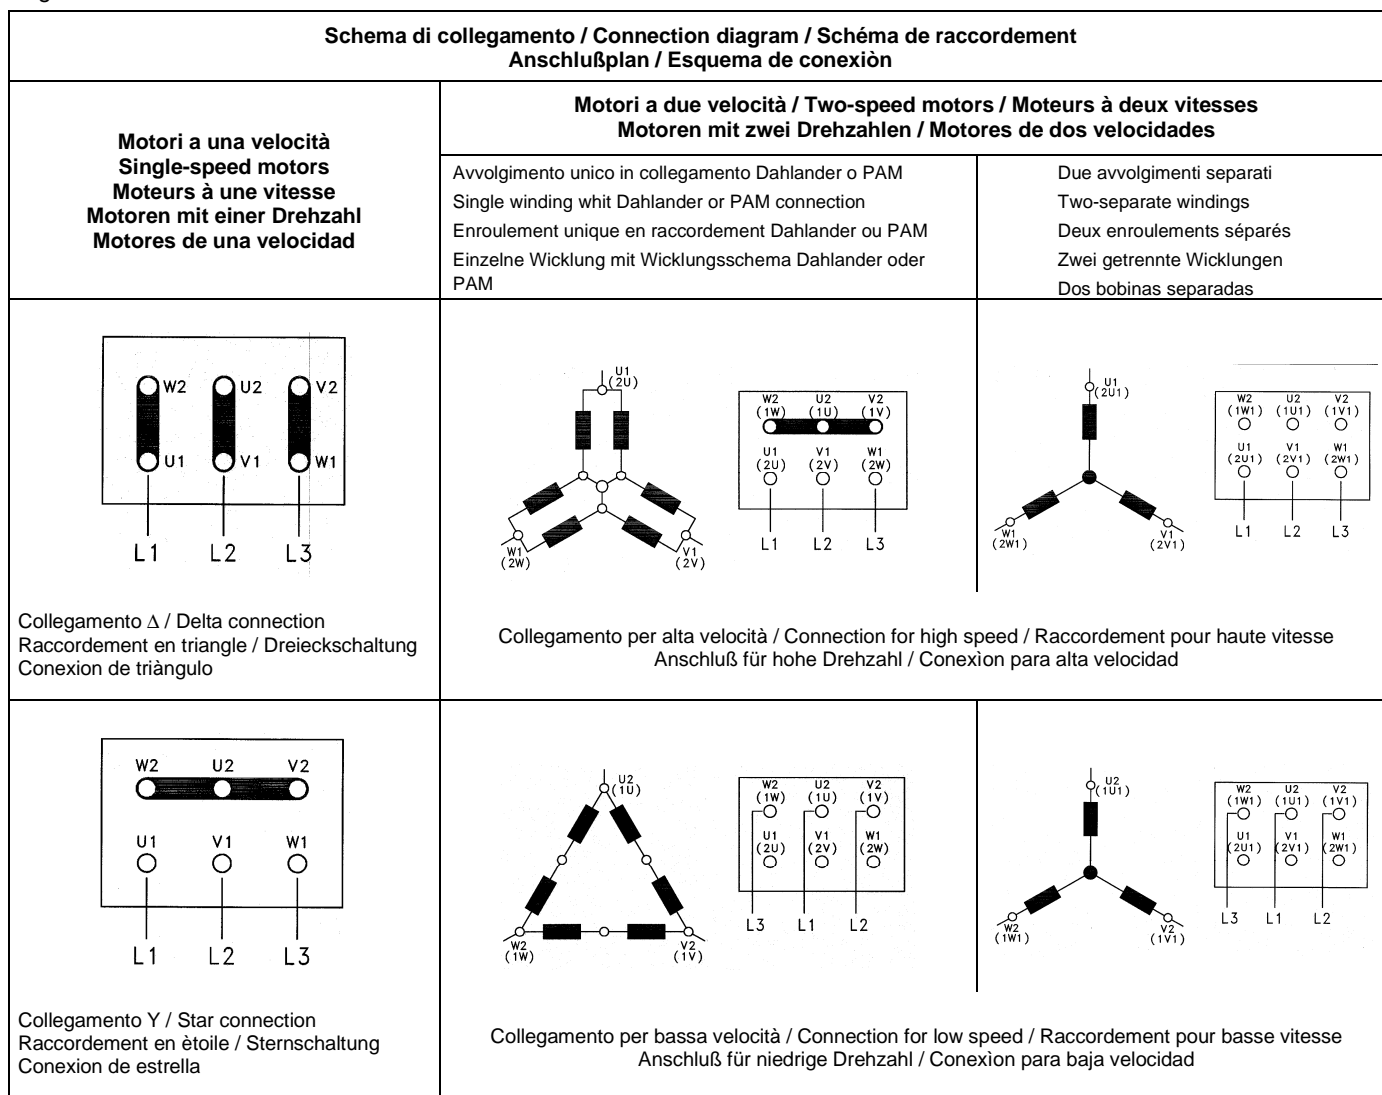 Schema di collegamento / Connection diagram / Schéma de raccordement
Anschlußplan / Esquema de conexiòn
Motori a una velocità
Single-speed motors
Moteurs à une vitesse
Motoren mit einer Drehzahl
Motores de una velocidad
Motori a due velocità / Two-speed motors / Moteurs à deux vitesses
Motoren mit zwei Drehzahlen / Motores de dos velocidades
Avvolgimento unico in collegamento Dahlander o PAM
Single winding whit Dahlander or PAM connection
Enroulement unique en raccordement Dahlander ou PAM
Einzelne Wicklung mit Wicklungsschema Dahlander oder
PAM
Due avvolgimenti separati
Two-separate windings
Deux enroulements séparés
Zwei getrennte Wicklungen
Dos bobinas separadas
W2 U2 V2
U1 V1 W1
L1 L2 L3
U1
(2U)
W1
(2W)
V1
(2V)
W2 U2 V2
(1W) (1U) (1V)
U1 V1 W1
(2U) (2V) (2W)
L1 L2 L3
U1
(2U1)
W1
(2W1)
V1
(2V1)
W2 U2 V2
(1W1) (1U1) (1V1)
U1 V1 W1
(2U1) (2V1) (2W1)
L1 L2 L3
Collegamento Δ / Delta connection
Raccordement en triangle / Dreieckschaltung
Conexion de triàngulo
Collegamento per alta velocità / Connection for high speed / Raccordement pour haute vitesse
Anschluß für hohe Drehzahl / Conexìon para alta velocidad
W2 U2 V2
U1 V1 W1
L1 L2 L3
U2
(1U)
W2
(1W)
V2
(1V)
W2 U2 V2
(1W) (1U) (1V)
U1 V1 W1
(2U) (2V) (2W)
L3 L1 L2
U2
(1U1)
W2
(1W1)
V2
(1V1)
W2 U2 V2
(1W1) (1U1) (1V1)
U1 V1 W1
(2U1) (2V1) (2W1)
L3 L1 L2
Collegamento Y / Star connection
Raccordement en ètoile / Sternschaltung
Conexion de estrella
Collegamento per bassa velocità / Connection for low speed / Raccordement pour basse vitesse
Anschluß für niedrige Drehzahl / Conexìon para baja velocidad